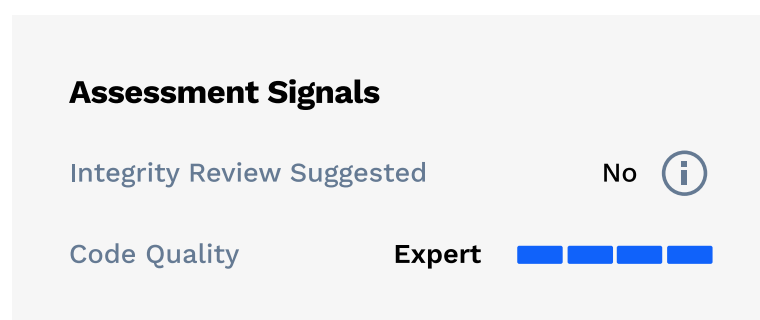 Assessment Signals
Integrity Review Suggested No
Code Quality Expert